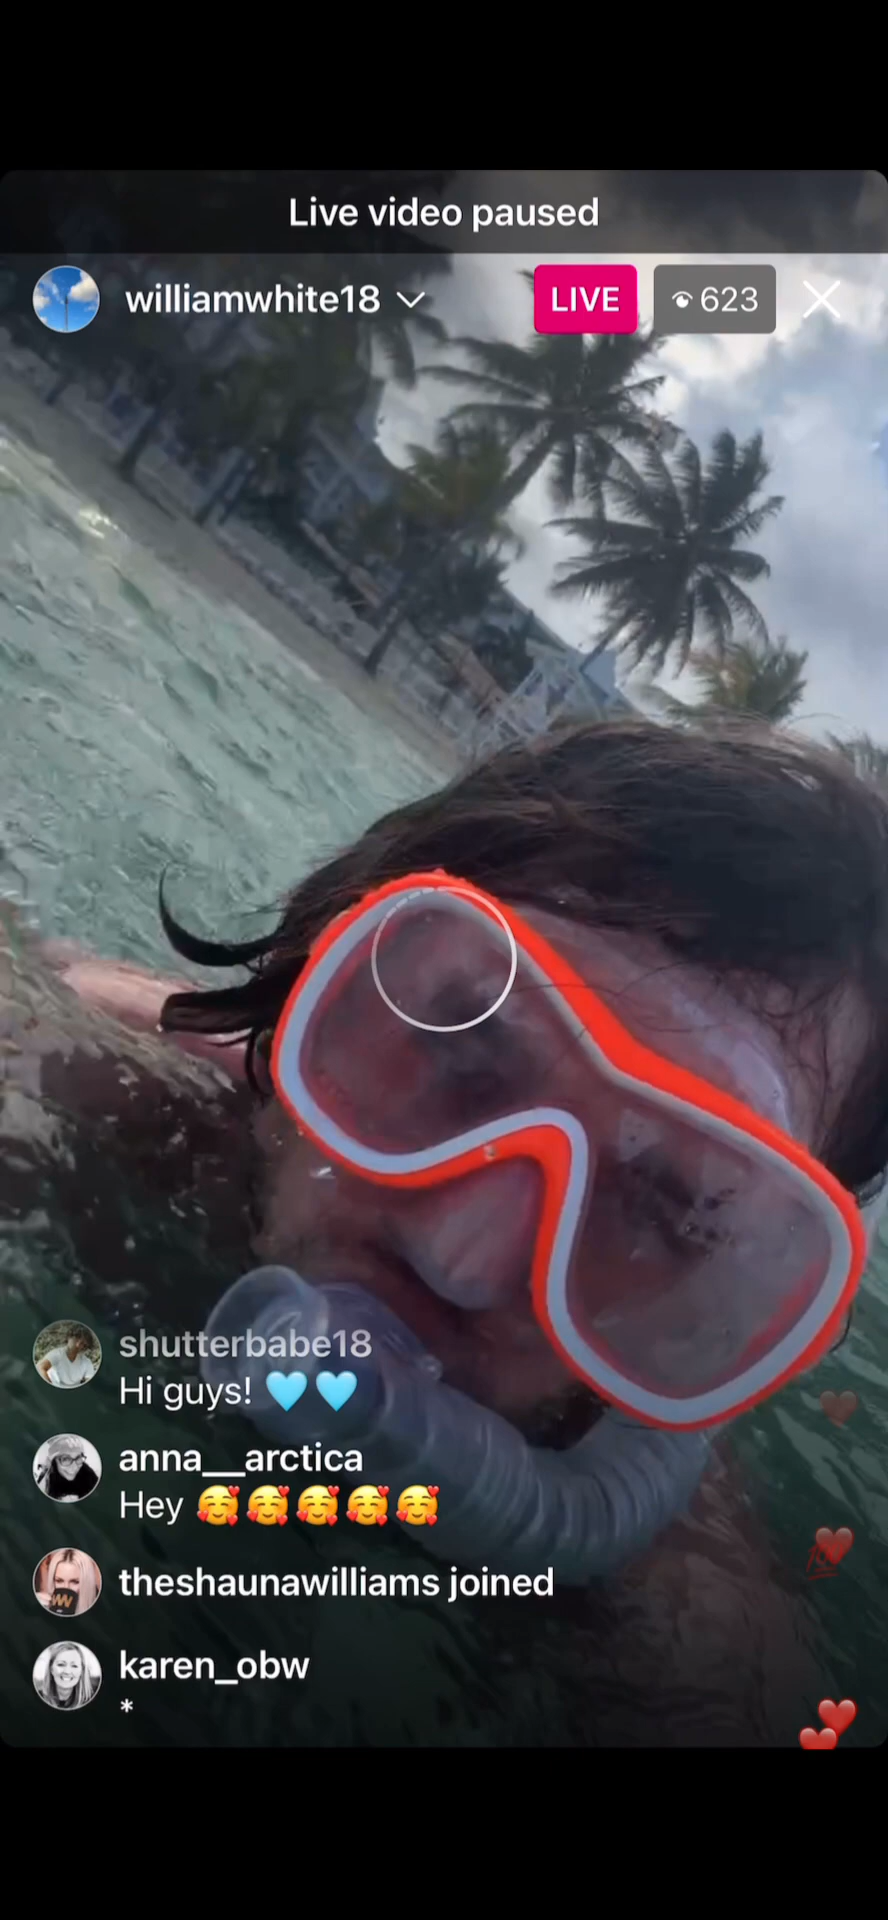 Live video paused
williamwhite18
LIVE
623
shutterbabe18
Hi guys! 🩵🩵
anna__arctica
Hey 🥰🥰🥰🥰🥰
theshaunawilliams joined
karen_obw
*
💯